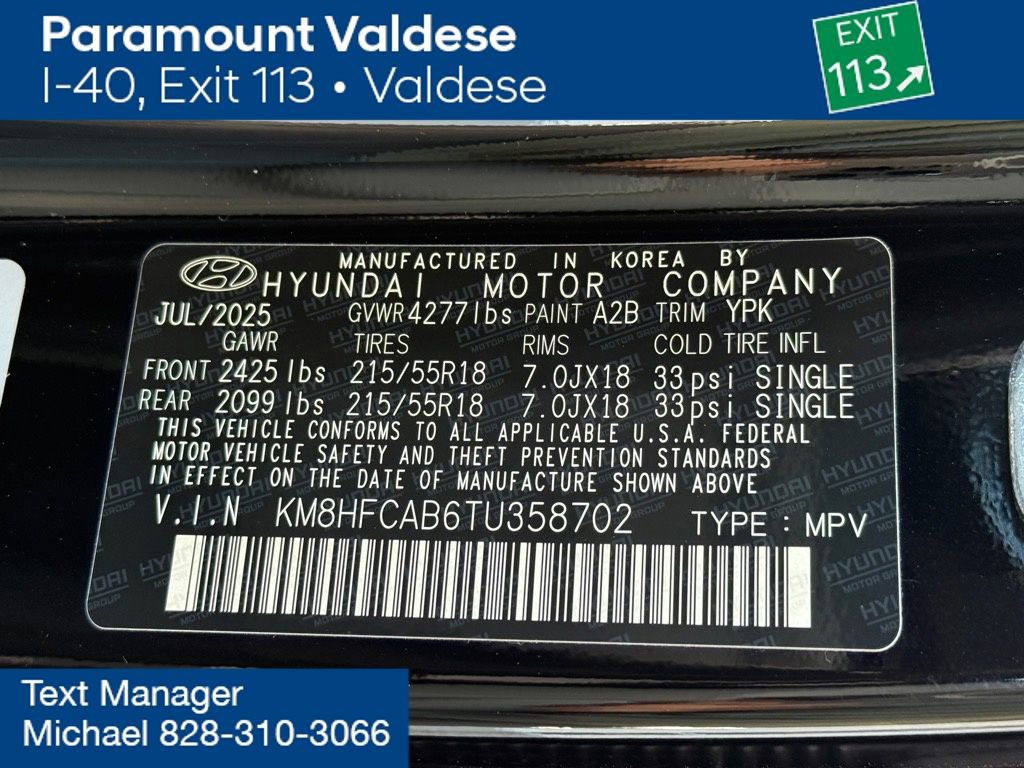 Paramount Valdese
I-40, Exit 113 • Valdese
EXIT
113
MANUFACTURED IN KOREA BY
HYUNDAI MOTOR COMPANY
JUL/2025 GVWR 4277lbs PAINT A2B TRIM YPK
GAWR TIRES RIMS COLD TIRE INFL
FRONT 2425 lbs 215/55R18 7.0JX18 33psi SINGLE
REAR 2099 lbs 215/55R18 7.0JX18 33psi SINGLE
THIS VEHICLE CONFORMS TO ALL APPLICABLE U.S.A. FEDERAL
MOTOR VEHICLE SAFETY AND THEFT PREVENTION STANDARDS
IN EFFECT ON THE DATE OF MANUFACTURE SHOWN ABOVE
V.I.N KM8HFCAB6TU358702 TYPE : MPV
Text Manager
Michael 828-310-3066